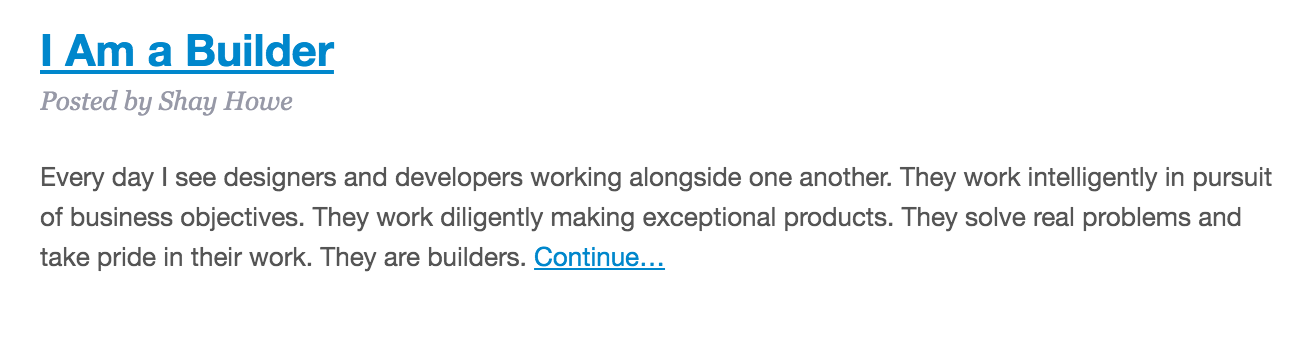 I Am a Builder
Posted by Shay Howe
Every day I see designers and developers working alongside one another. They work intelligently in pursuit
of business objectives. They work diligently making exceptional products. They solve real problems and
take pride in their work. They are builders. Continue…